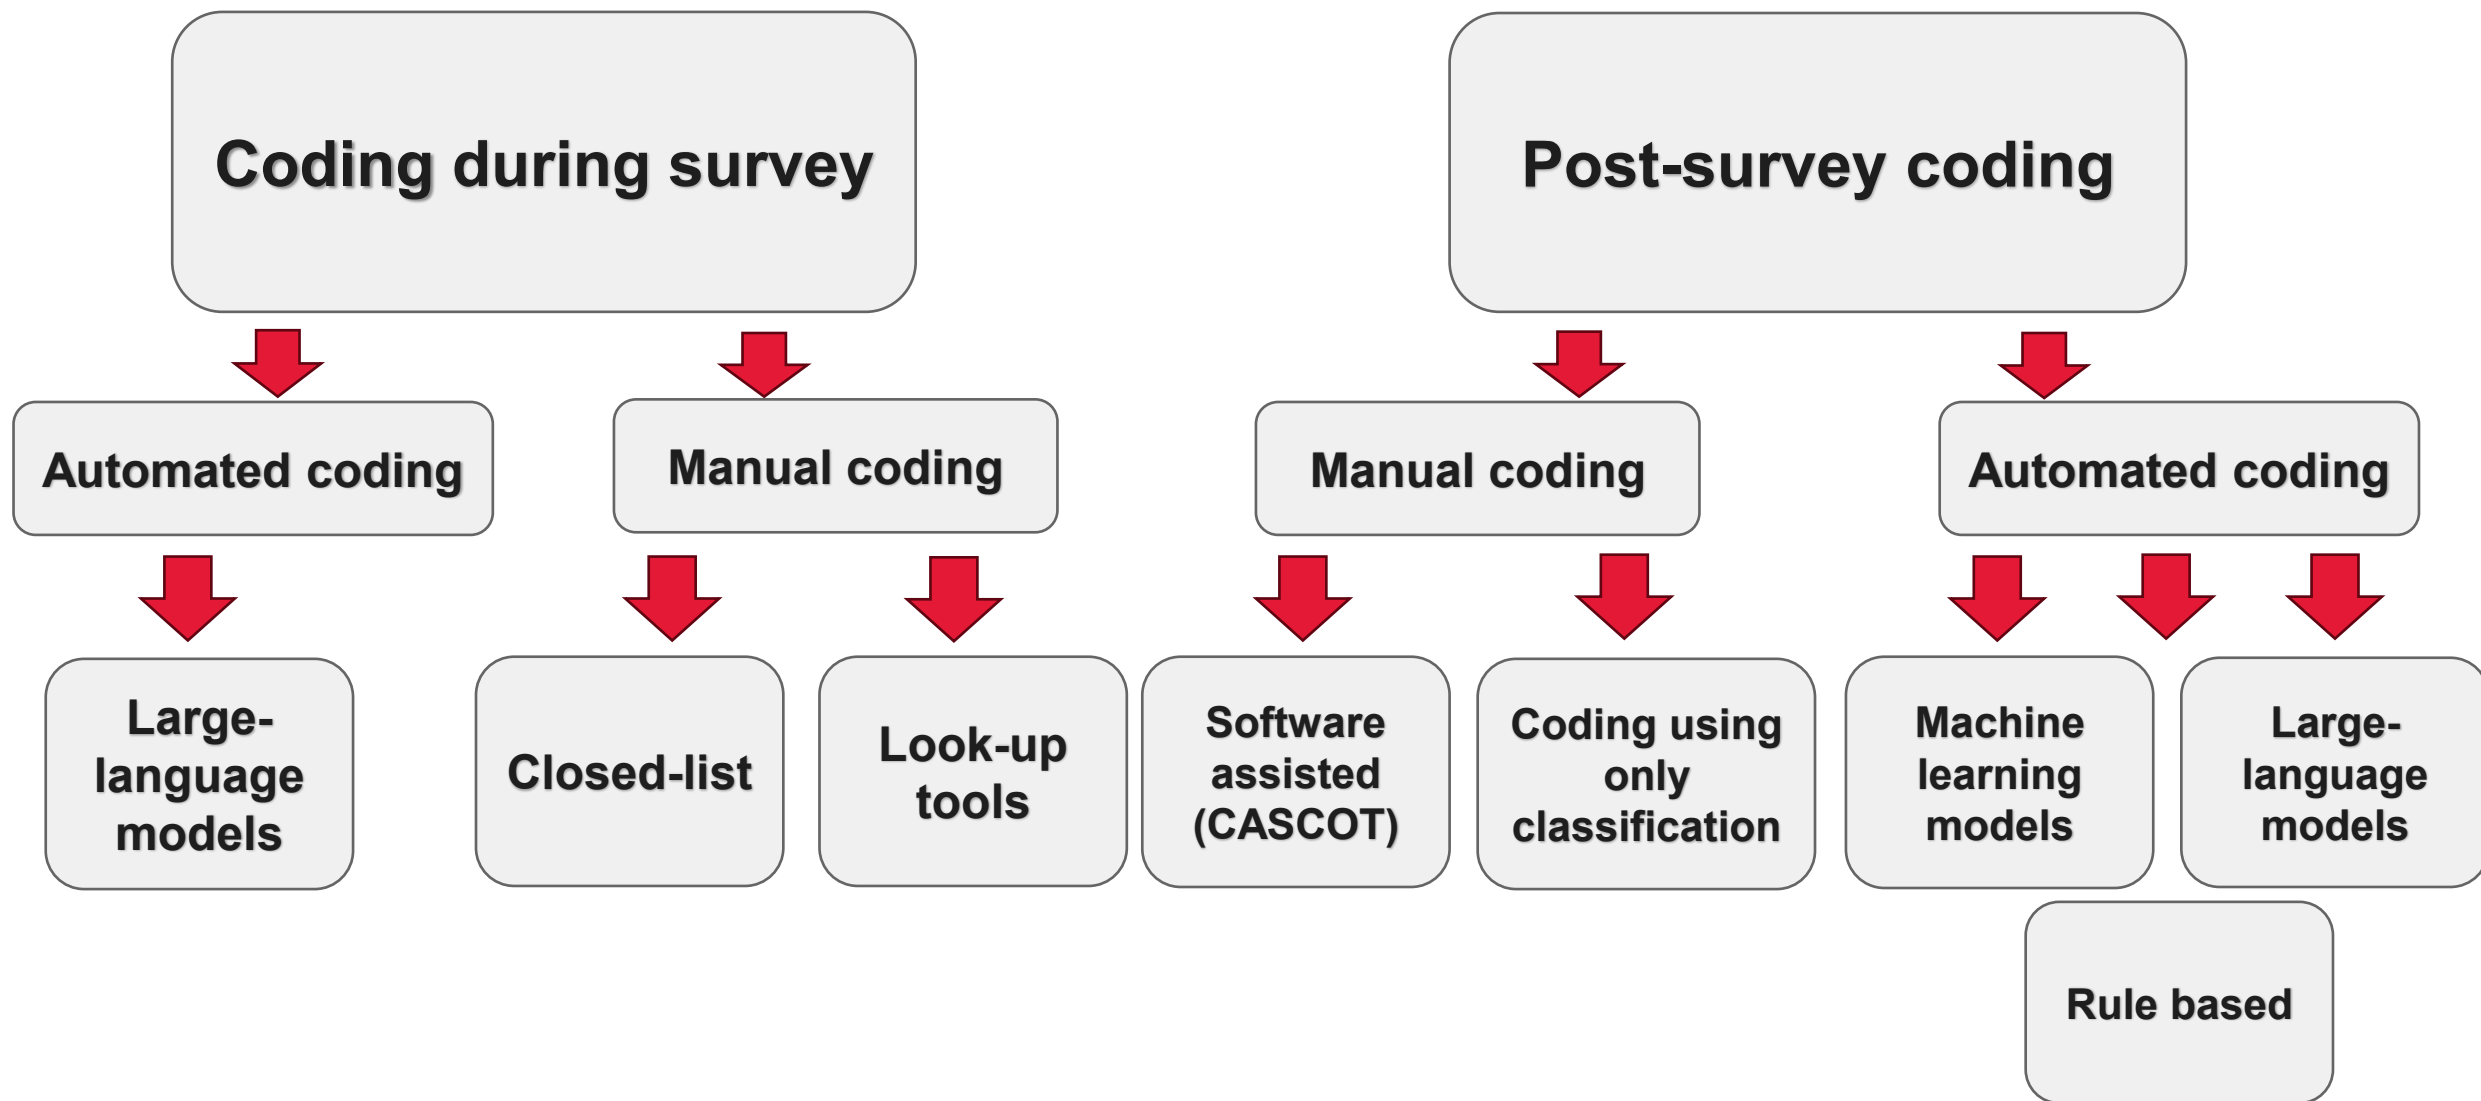 Coding during survey
Post-survey coding
Automated coding
Manual coding
Manual coding
Automated coding
Large-
language
models
Closed-list
Look-up
tools
Software
assisted
(CASCOT)
Coding using
only
classification
Machine
learning
models
Large-
language
models
Rule based